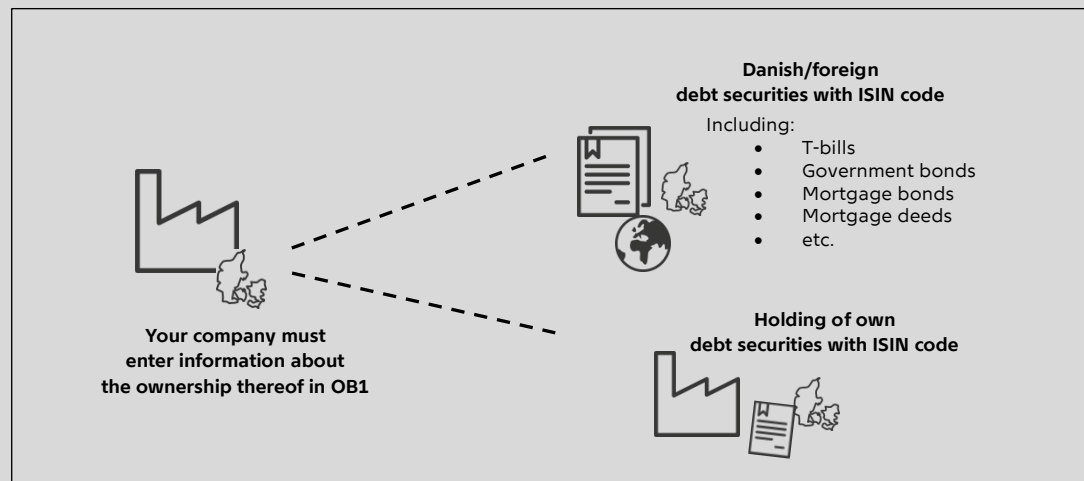 Danish/foreign
debt securities with ISIN code
Including:
• T-bills
• Government bonds
• Mortgage bonds
• Mortgage deeds
• etc.
Your company must
enter information about
the ownership thereof in OB1
Holding of own
debt securities with ISIN code